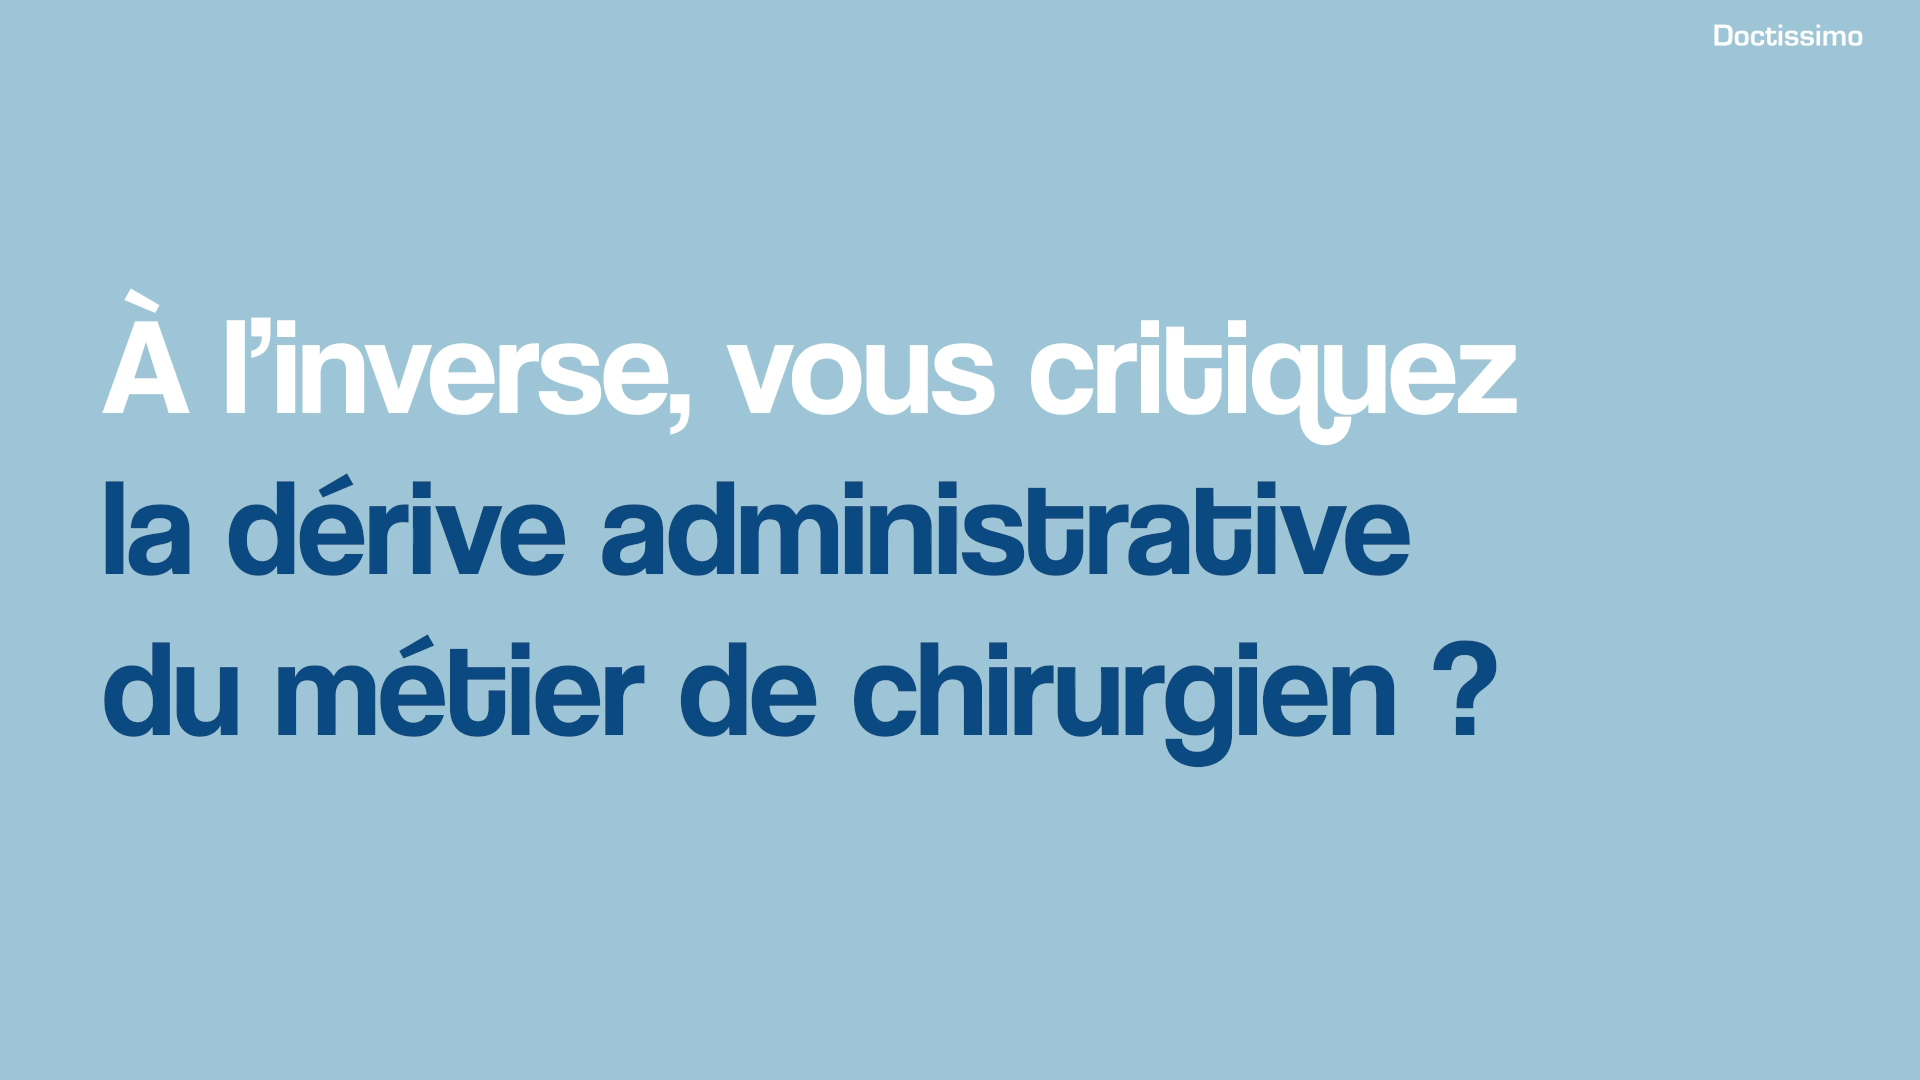 Doctissimo
À l’inverse, vous critiquez
la dérive administrative
du métier de chirurgien ?